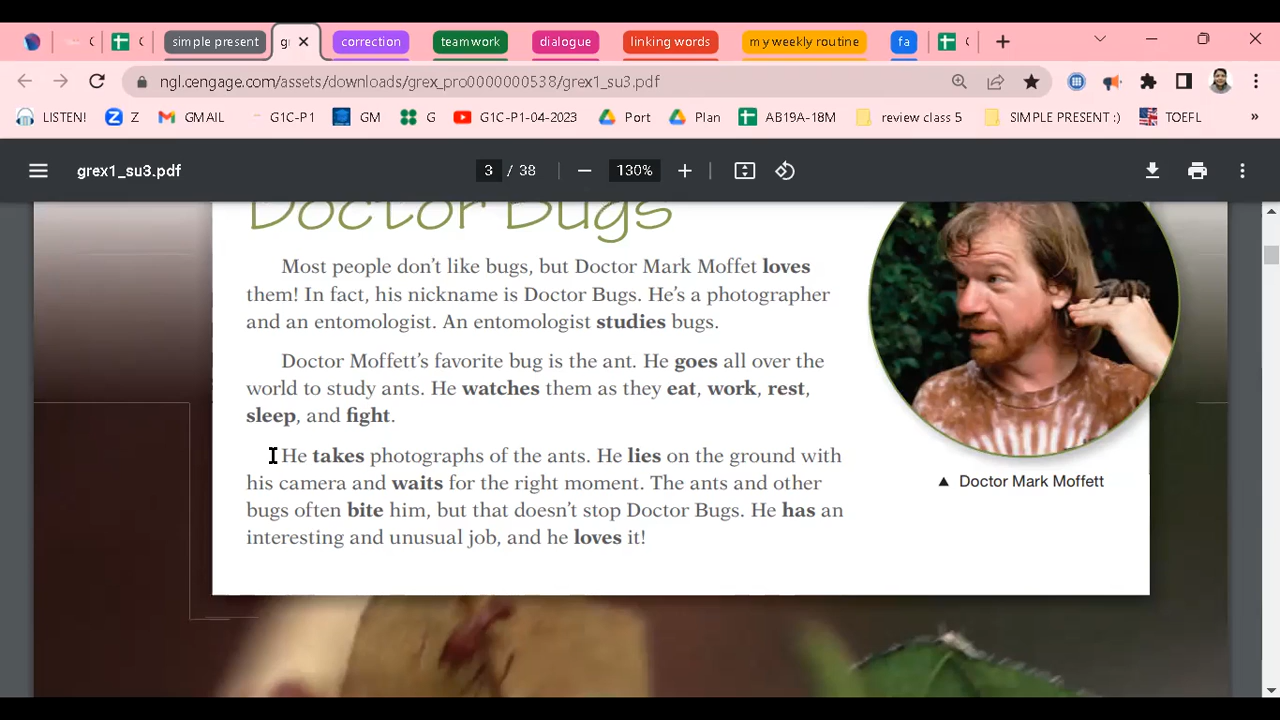 simple present
g
correction
teamwork
dialogue
linking words
my weekly routine
fa
ngl.cengage.com/assets/downloads/grex_pro0000000538/grex1_su3.pdf
LISTEN!
Z
GMAIL
G1C-P1
GM
G
G1C-P1-04-2023
Port
Plan
AB19A-18M
review class 5
SIMPLE PRESENT :)
TOEFL
»
grex1_su3.pdf
3 / 38
130%
Doctor Bugs
Most people don't like bugs, but Doctor Mark Moffet loves
them! In fact, his nickname is Doctor Bugs. He's a photographer
and an entomologist. An entomologist studies bugs.
Doctor Moffett's favorite bug is the ant. He goes all over the
world to study ants. He watches them as they eat, work, rest,
sleep, and fight.
He takes photographs of the ants. He lies on the ground with
his camera and waits for the right moment. The ants and other
bugs often bite him, but that doesn't stop Doctor Bugs. He has an
interesting and unusual job, and he loves it!
▲ Doctor Mark Moffett